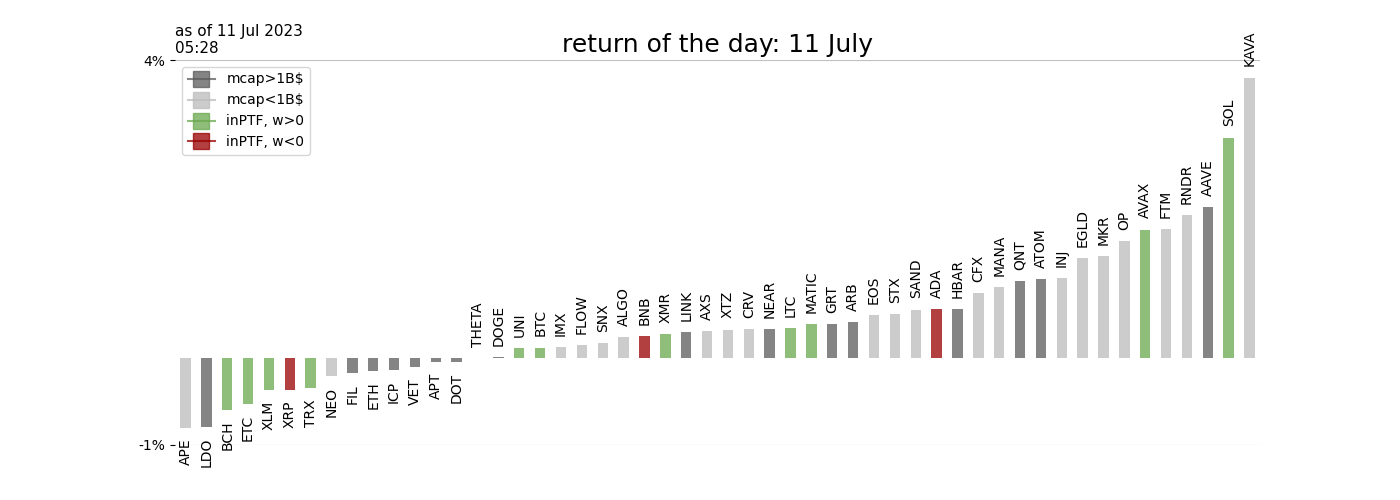 as of 11 Jul 2023
05:28
return of the day: 11 July
4%
mcap>1B$
mcap<1B$
inPTF, w>0
inPTF, w<0
-1%
APE
LDO
BCH
ETC
XLM
XRP
TRX
NEO
FIL
ETH
ICP
VET
APT
DOT
THETA
DOGE
UNI
BTC
IMX
FLOW
SNX
ALGO
BNB
XMR
LINK
AXS
XTZ
CRV
NEAR
LTC
MATIC
GRT
ARB
EOS
STX
SAND
ADA
HBAR
CFX
MANA
QNT
ATOM
INJ
EGLD
MKR
OP
AVAX
FTM
RNDR
AAVE
SOL
KAVA